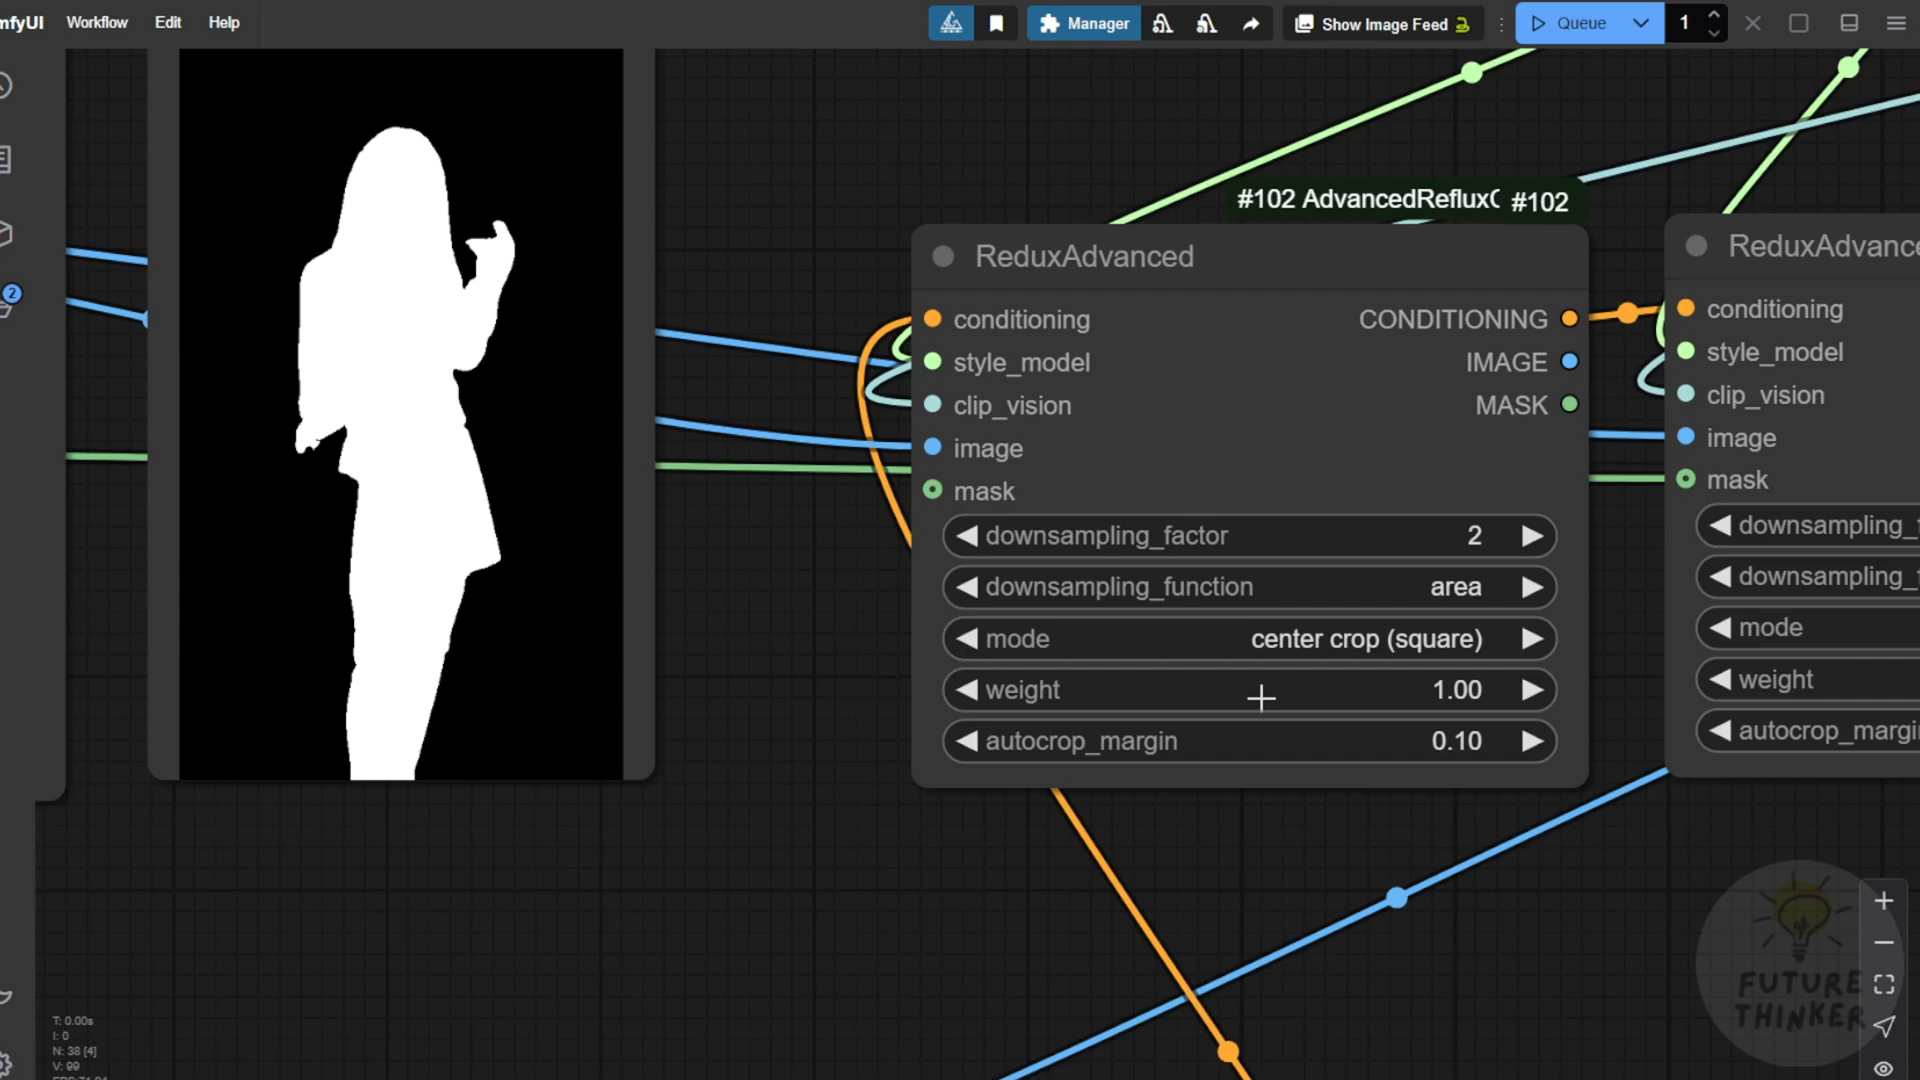 mfyUI Workflow Edit Help
Manager Show Image Feed Queue 1
2
#102 AdvancedRefluxC #102
ReduxAdvanced
conditioning CONDITIONING
style_model IMAGE
clip_vision MASK
image
mask
downsampling_factor 2
downsampling_function area
mode center crop (square)
weight 1.00
autocrop_margin 0.10
ReduxAdvance
conditioning
style_model
clip_vision
image
mask
downsampling_
downsampling_
mode
weight
autocrop_margi
T: 0.00s
I: 0
N: 38 [4]
V: 99
FUTURE
THINKER